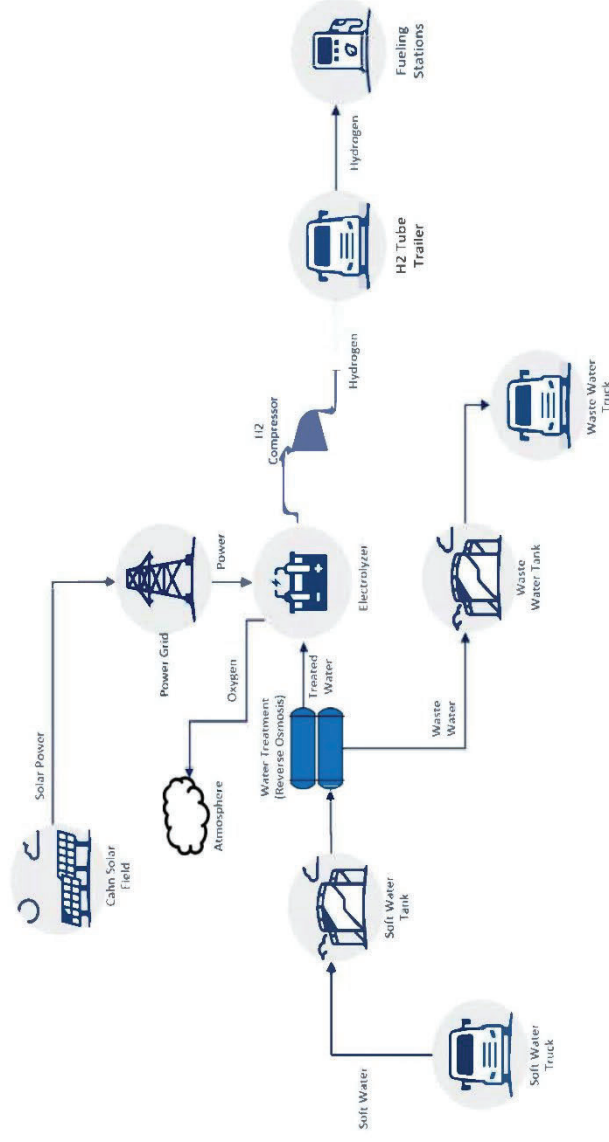 Cahn Solar
Field
Solar Power
Power Grid
Power
Atmosphere
Oxygen
Electrolyzer
H2
Compressor
Hydrogen
H2 Tube
Trailer
Hydrogen
Fueling
Stations
Water Treatment
(Reverse Osmosis)
Treated
Water
Soft Water
Truck
Soft Water
Soft Water
Tank
Waste
Water
Waste
Water Tank
Waste Water
Truck